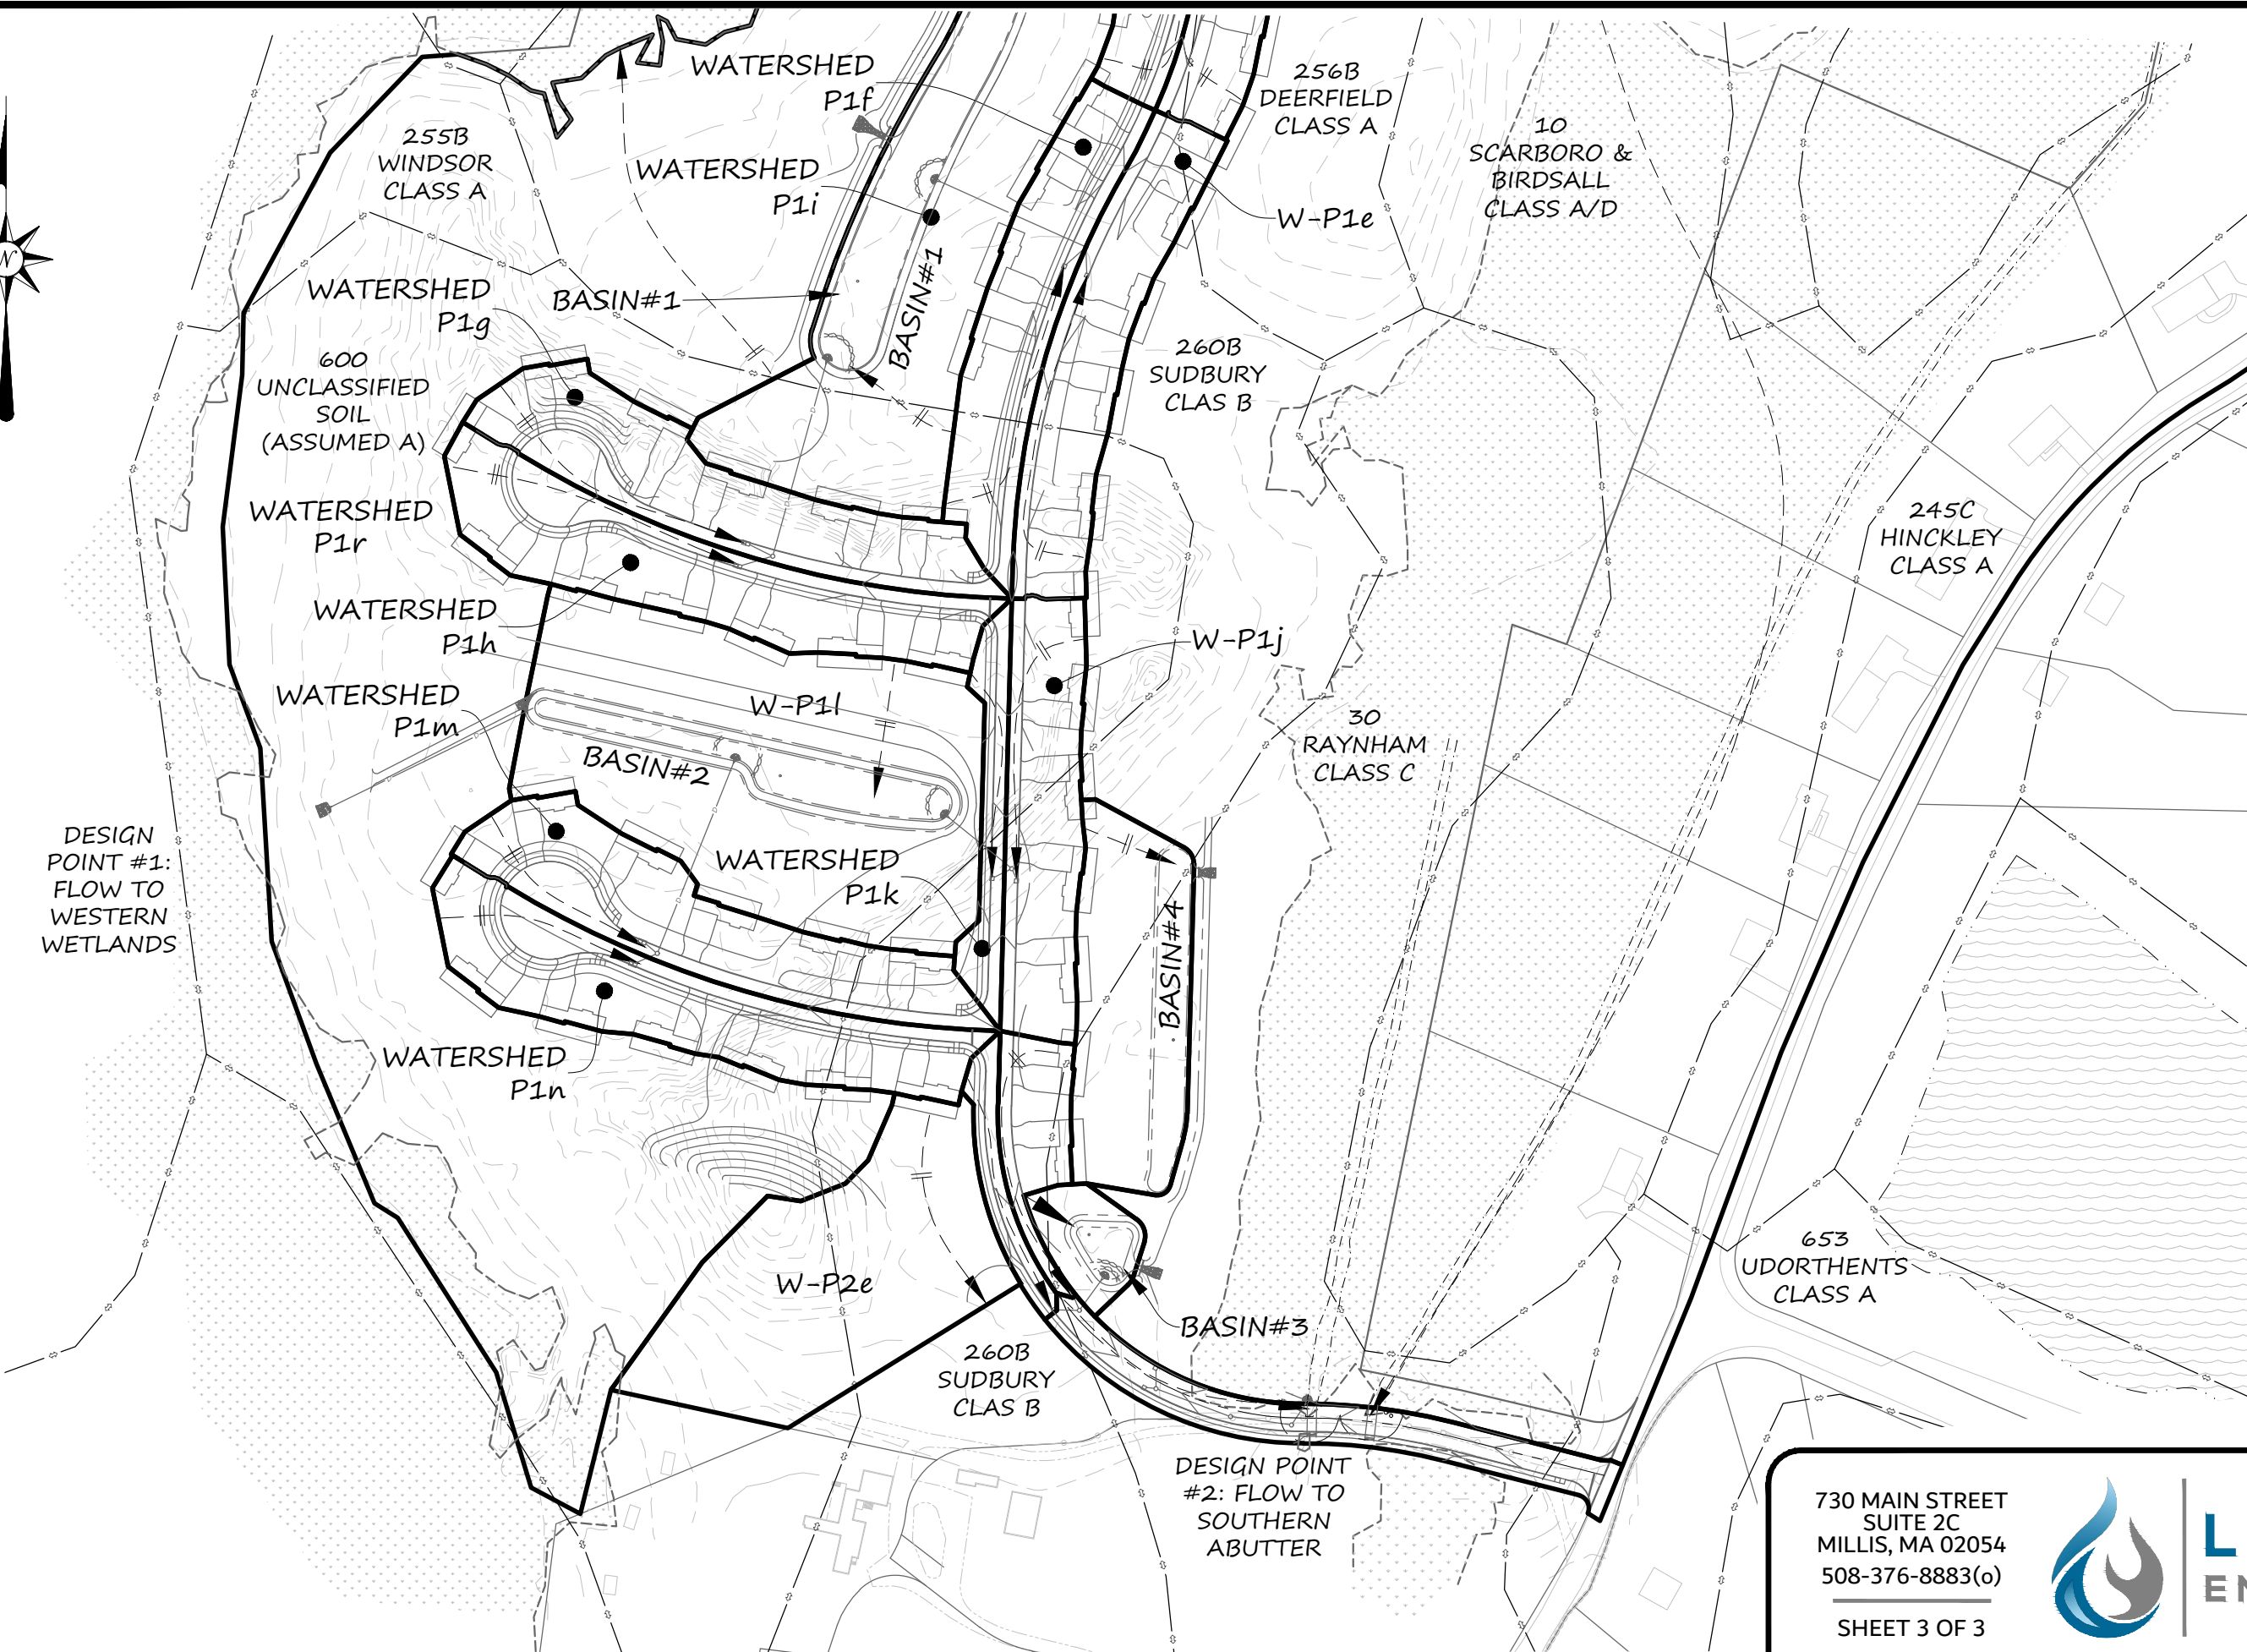 WATERSHED
P1f
256B
DEERFIELD
CLASS A
10
SCARBORO &
BIRDSALL
CLASS A/D
255B
WINDSOR
CLASS A
WATERSHED
P1i
W-P1e
N
WATERSHED
P1g
BASIN#1
BASIN#1
600
UNCLASSIFIED
SOIL
(ASSUMED A)
260B
SUDBURY
CLAS B
WATERSHED
P1r
245C
HINCKLEY
CLASS A
WATERSHED
P1h
W-P1j
WATERSHED
P1m
W-P1l
30
RAYNHAM
CLASS C
BASIN#2
DESIGN
POINT #1:
FLOW TO
WESTERN
WETLANDS
WATERSHED
P1k
BASIN#4
WATERSHED
P1n
653
UDORTHENTS
CLASS A
W-P2e
BASIN#3
260B
SUDBURY
CLAS B
DESIGN POINT
#2: FLOW TO
SOUTHERN
ABUTTER
730 MAIN STREET
SUITE 2C
MILLIS, MA 02054
508-376-8883(o)
SHEET 3 OF 3
L
EN